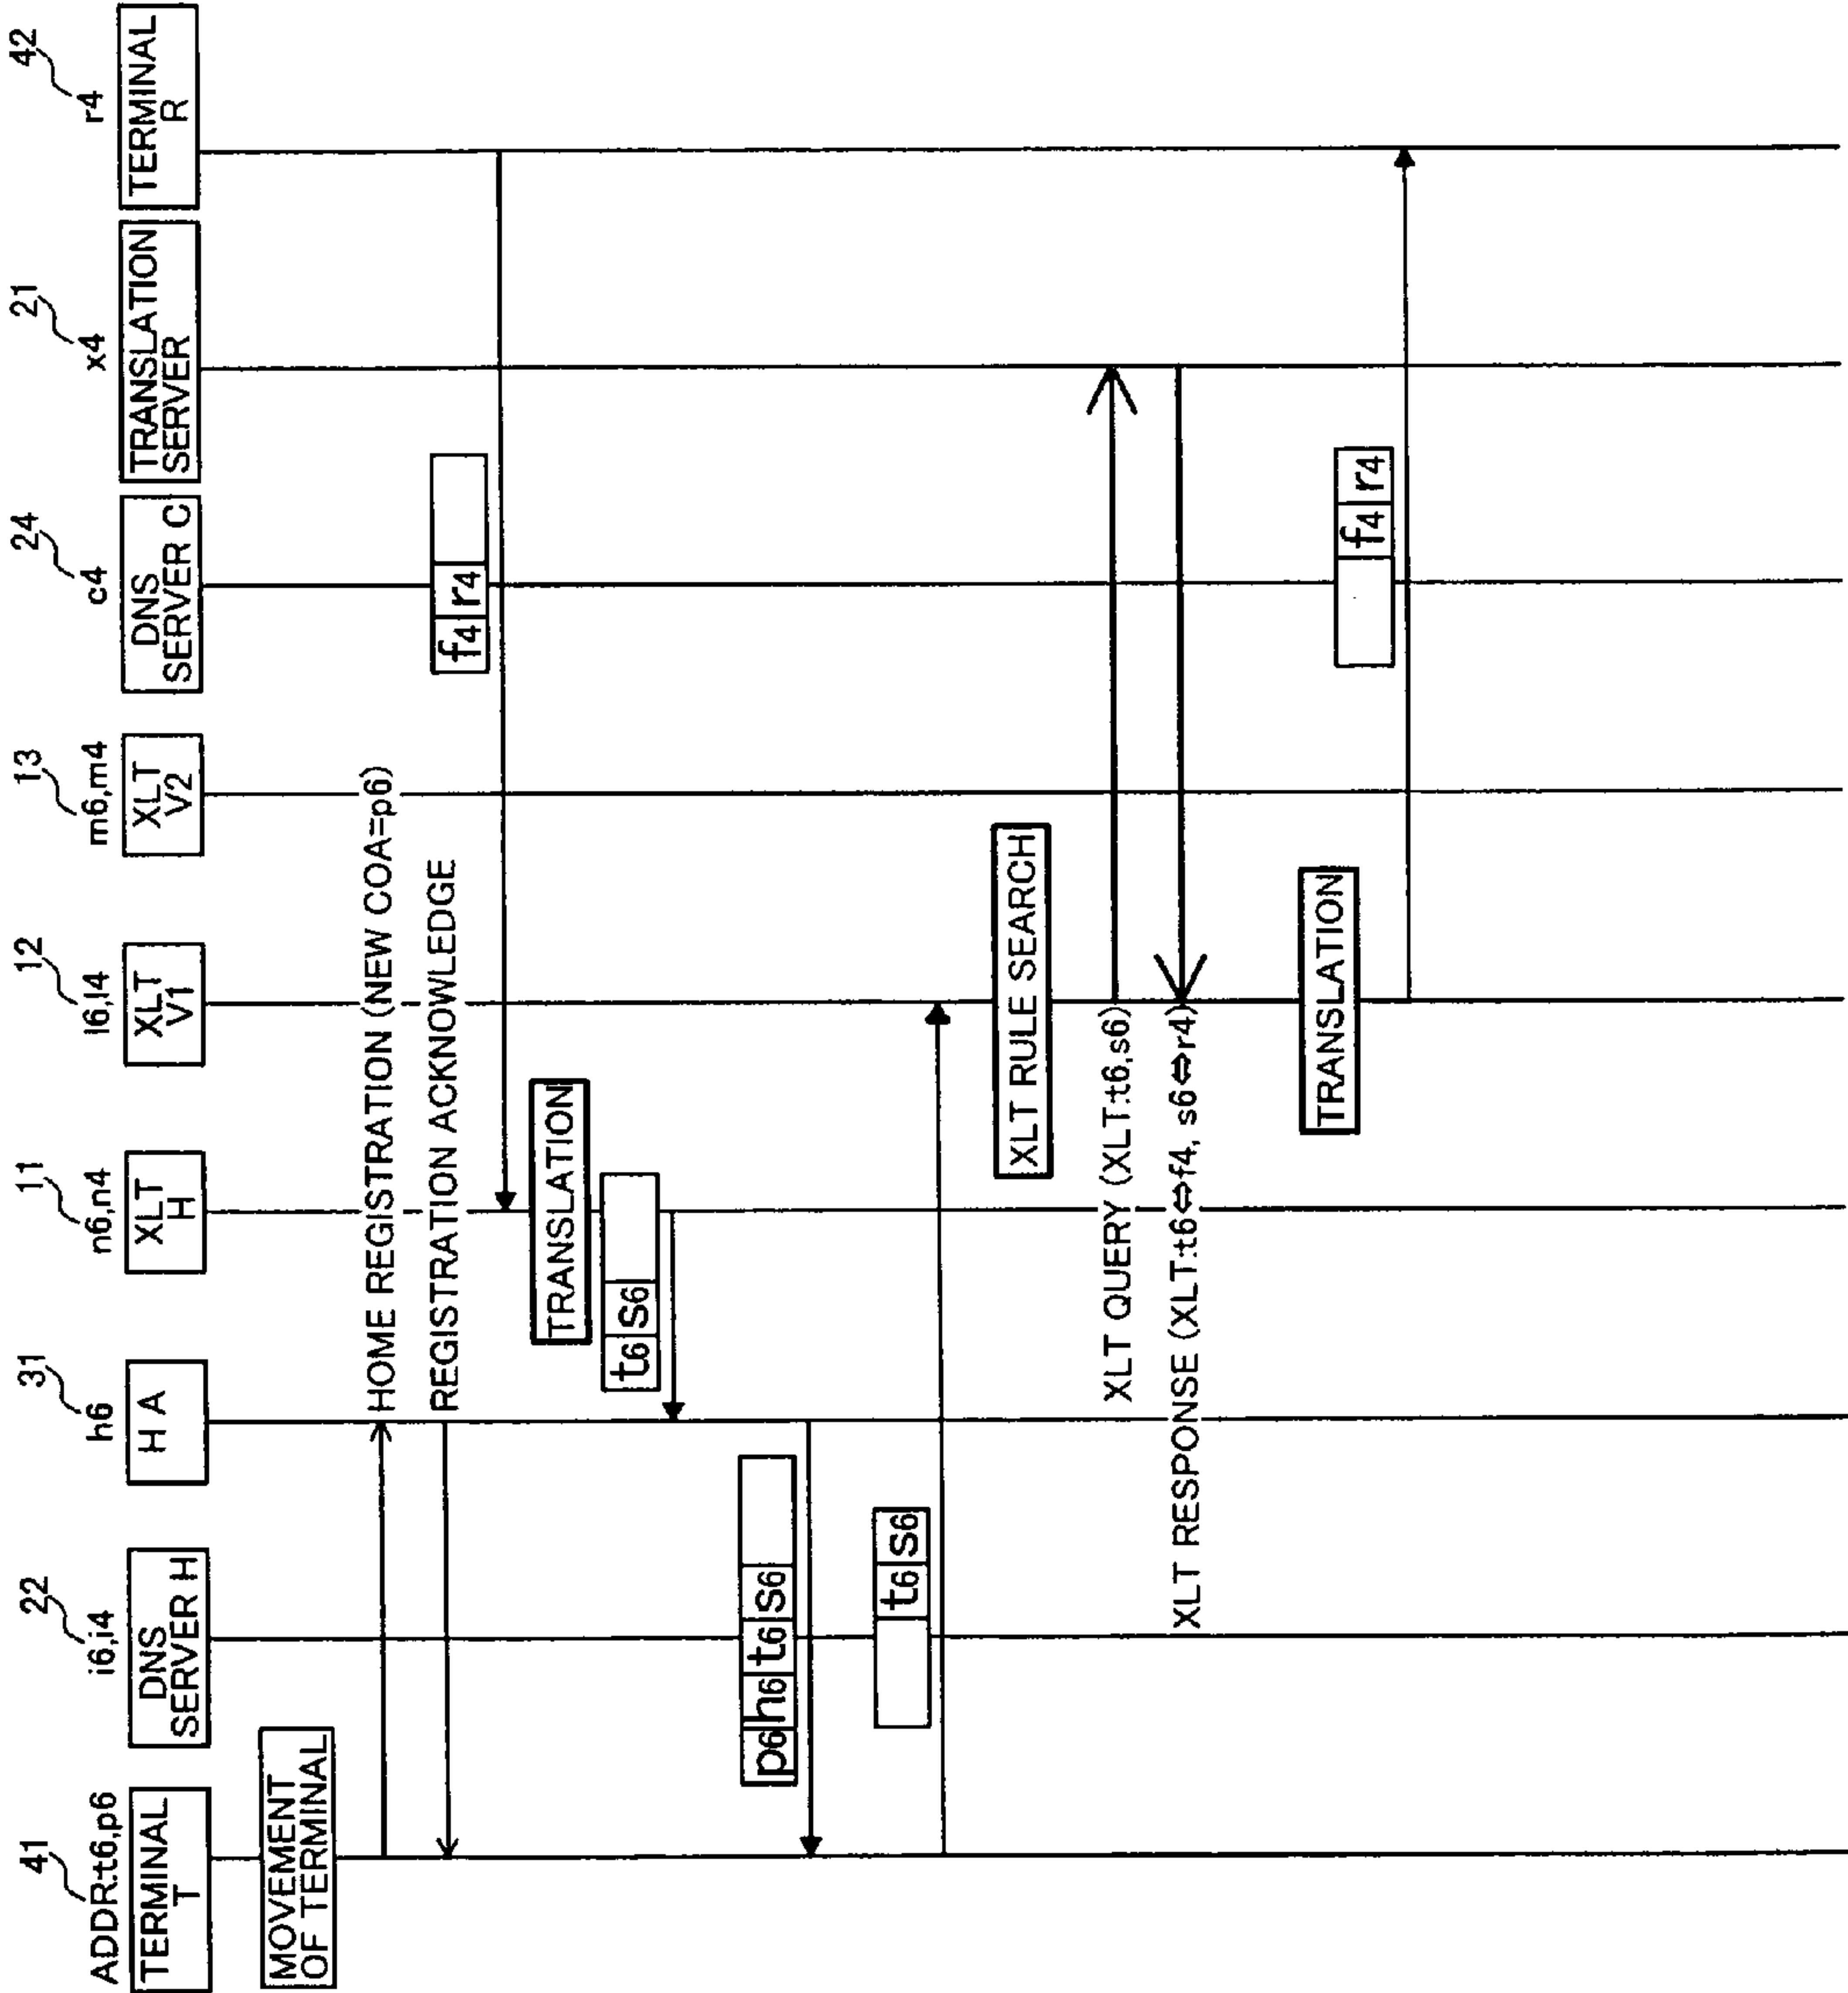 41
ADDR:t6,p6
TERMINAL
T
22
i6,i4
DNS
SERVER H
31
h6
H A
11
n6,n4
XLT
H
12
l6,l4
XLT
V1
13
m6,m4
XLT
V2
24
c4
DNS
SERVER C
21
x4
TRANSLATION
SERVER
42
r4
TERMINAL
R
MOVEMENT
OF TERMINAL
HOME REGISTRATION (NEW COA=p6)
REGISTRATION ACKNOWLEDGE
f4 r4
TRANSLATION
t6 s6
p6 h6 t6 s6
t6 s6
XLT RULE SEARCH
XLT QUERY (XLT:t6,s6)
XLT RESPONSE (XLT:t6⇔f4, s6⇔r4)
TRANSLATION
f4 r4